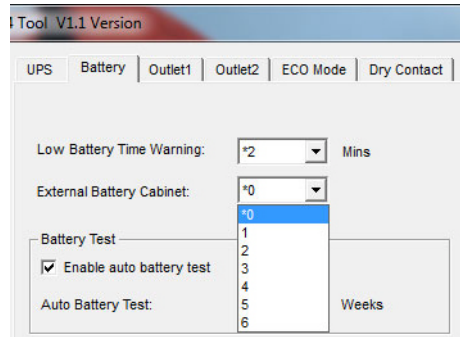 Tool V1.1 Version
UPS Battery Outlet1 Outlet2 ECO Mode Dry Contact
Low Battery Time Warning: *2 Mins
External Battery Cabinet: *0
*0
1
Battery Test
2
Enable auto battery test
3
4
Auto Battery Test:
5
Weeks
6